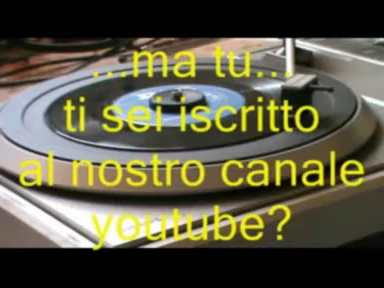 ...ma tu...
ti sei iscritto
al nostro canale
youtube?